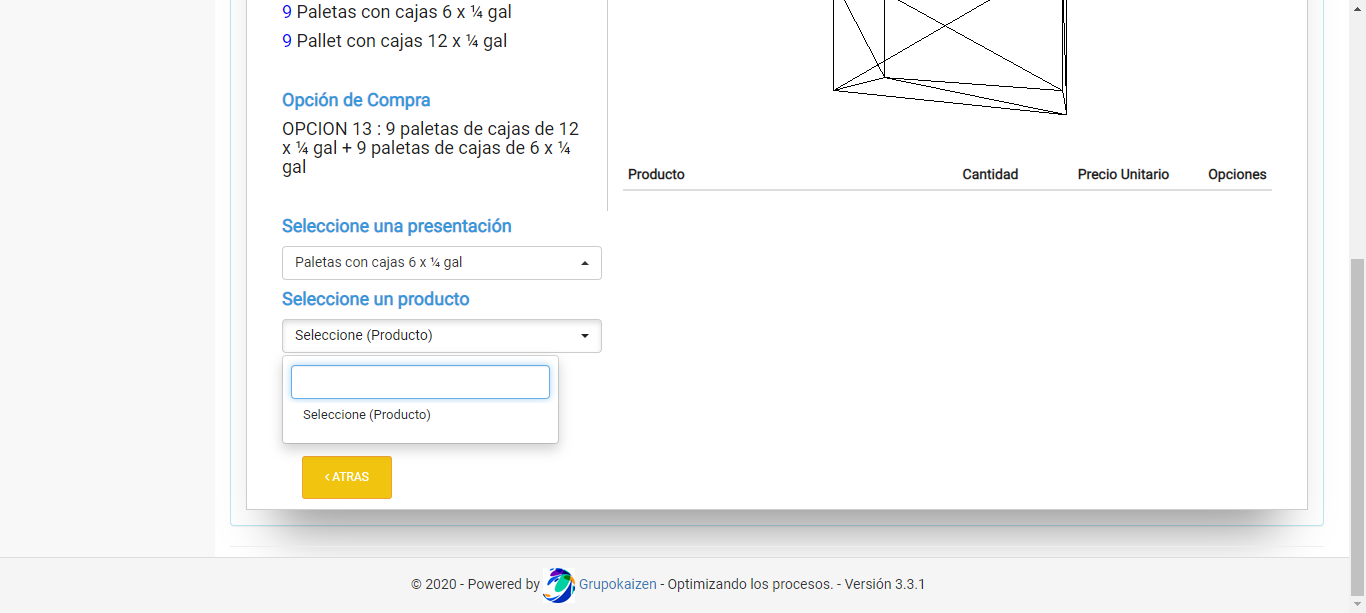 9 Paletas con cajas 6 x ¼ gal
9 Pallet con cajas 12 x ¼ gal
Opción de Compra
OPCION 13 : 9 paletas de cajas de 12
x ¼ gal + 9 paletas de cajas de 6 x ¼
gal
Producto Cantidad Precio Unitario Opciones
Seleccione una presentación
Paletas con cajas 6 x ¼ gal
Seleccione un producto
Seleccione (Producto)
Seleccione (Producto)
‹ ATRAS
© 2020 - Powered by Grupokaizen - Optimizando los procesos. - Versión 3.3.1